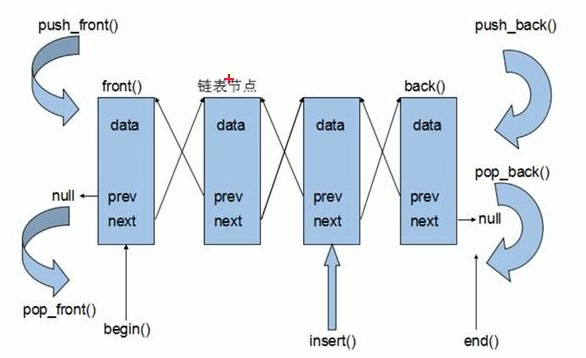 push_front()
push_back()
front()
链表节点
back()
data
data
data
data
pop_back()
null
prev
prev
prev
prev
next
next
next
next
null
pop_front()
begin()
insert()
end()